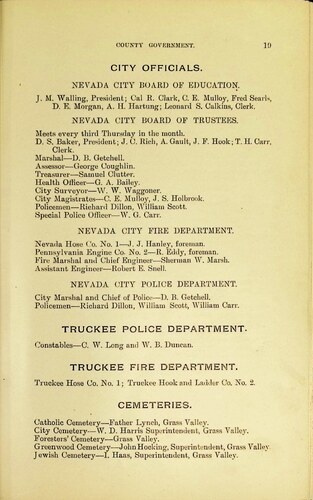 COUNTY GOVERNMENT. 19
CITY OFFICIALS.
NEVADA CITY BOARD OF EDUCATION.
J. M. Walling, President; Cal R. Clark, C. E. Mulloy, Fred Searls,
D. E. Morgan, A. H. Hartung; Leonard S. Calkins, Clerk.
NEVADA CITY BOARD OF TRUSTEES.
Meets every third Thursday in the month.
D. S. Baker, President; J. C. Rich, A. Gault, J. F. Hook; T. H. Carr,
Clerk.
Marshal—D. B. Getchell.
Assessor—George Coughlin.
Treasurer—Samuel Clutter.
Health Officer—G. A. Bailey.
City Surveyor—W. W. Waggoner.
City Magistrates—C. E. Mulloy, J. S. Holbrook.
Policemen—Richard Dillon, William Scott.
Special Police Officer—W. G. Carr.
NEVADA CITY FIRE DEPARTMENT.
Nevada Hose Co. No. 1—J. J. Hanley, foreman.
Pennsylvania Engine Co. No. 2—R. Eddy, foreman.
Fire Marshal and Chief Engineer—Sherman W. Marsh.
Assistant Engineer—Robert E. Snell.
NEVADA CITY POLICE DEPARTMENT.
City Marshal and Chief of Police—D. B. Getchell.
Policemen—Richard Dillon, William Scott, William Carr.
TRUCKEE POLICE DEPARTMENT.
Constables—C. W. Long and W. B. Duncan.
TRUCKEE FIRE DEPARTMENT.
Truckee Hose Co. No. 1; Truckee Hook and Ladder Co. No. 2.
CEMETERIES.
Catholic Cemetery—Father Lynch, Grass Valley.
City Cemetery—W. D. Harris Superintendent, Grass Valley.
Foresters' Cemetery—Grass Valley.
Greenwood Cemetery—John Hocking, Superintendent, Grass Valley.
Jewish Cemetery—I. Haas, Superintendent, Grass Valley.